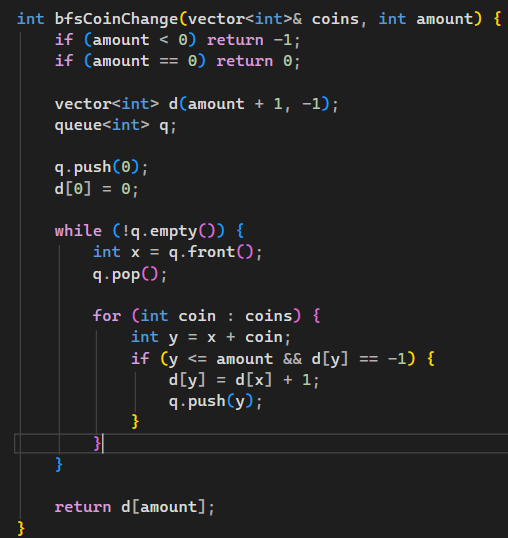 int bfsCoinChange(vector<int>& coins, int amount) {
    if (amount < 0) return -1;
    if (amount == 0) return 0;

    vector<int> d(amount + 1, -1);
    queue<int> q;

    q.push(0);
    d[0] = 0;

    while (!q.empty()) {
        int x = q.front();
        q.pop();

        for (int coin : coins) {
            int y = x + coin;
            if (y <= amount && d[y] == -1) {
                d[y] = d[x] + 1;
                q.push(y);
            }
        }
    }

    return d[amount];
}